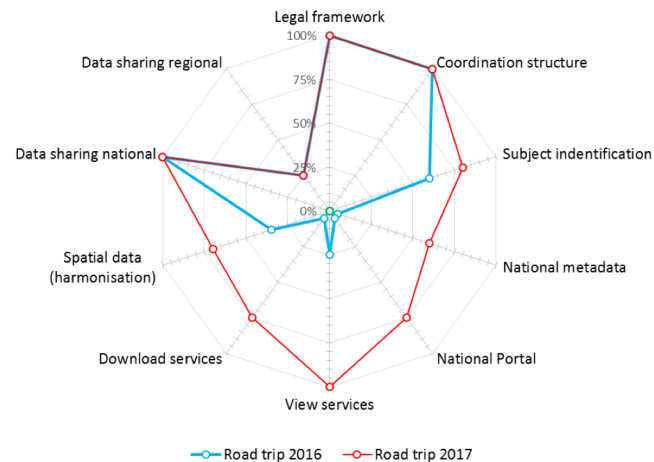 Legal framework
100%
Data sharing regional
Coordination structure
75%
50%
Data sharing national
Subject indentification
25%
0%
Spatial data
(harmonisation)
National metadata
Download services
National Portal
View services
Road trip 2016
Road trip 2017